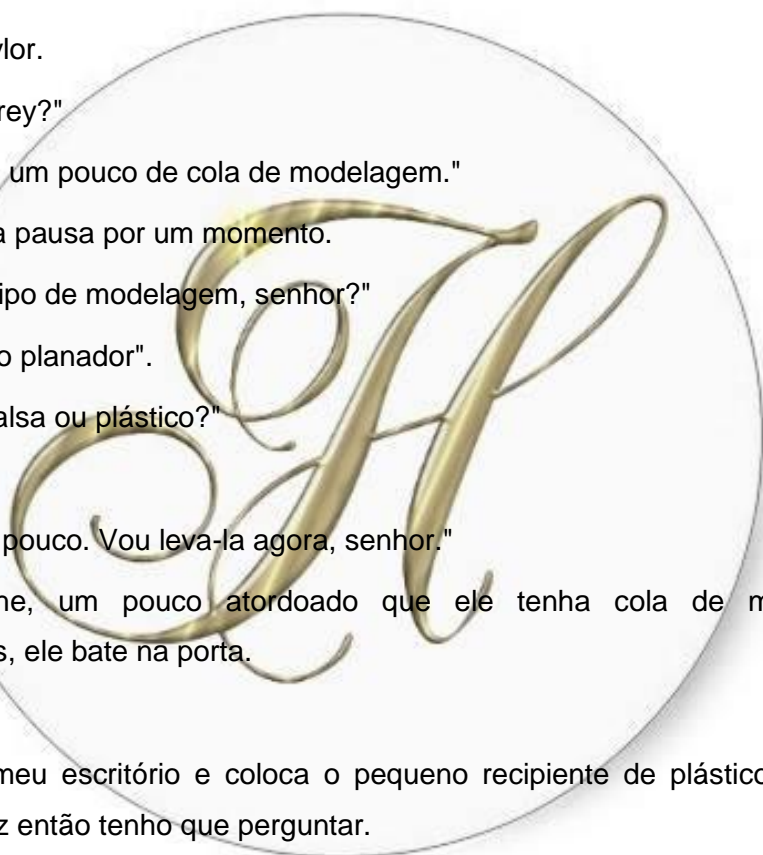 lor.
rey?"
um pouco de cola de modelagem."
a pausa por um momento.
ipo de modelagem, senhor?"
o planador".
alsa ou plástico?"
pouco. Vou leva-la agora, senhor."
ne, um pouco atordoado que ele tenha cola de m
s, ele bate na porta.
meu escritório e coloca o pequeno recipiente de plástico
z então tenho que perguntar.
H